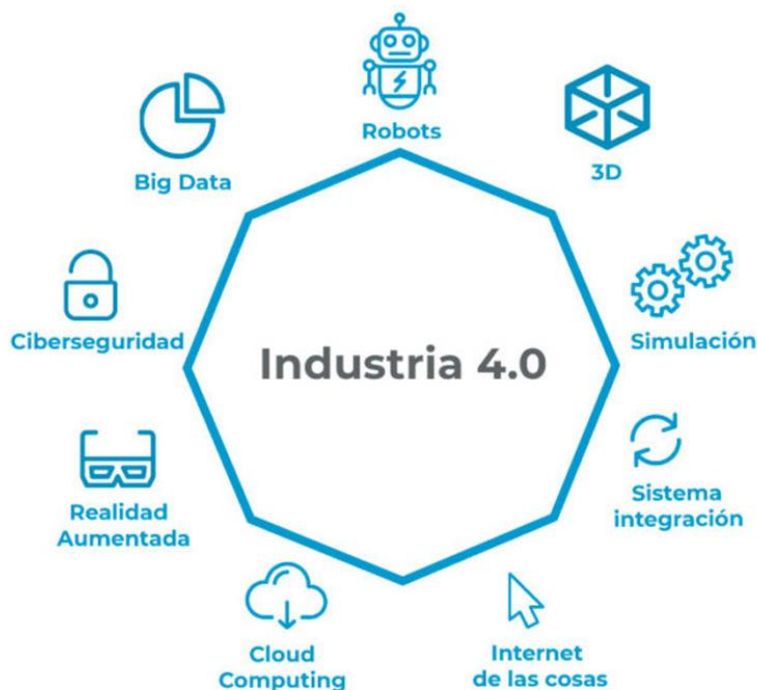 Robots
3D
Big Data
Simulación
Ciberseguridad
Industria 4.0
Sistema
integración
Realidad
Aumentada
Internet
de las cosas
Cloud
Computing